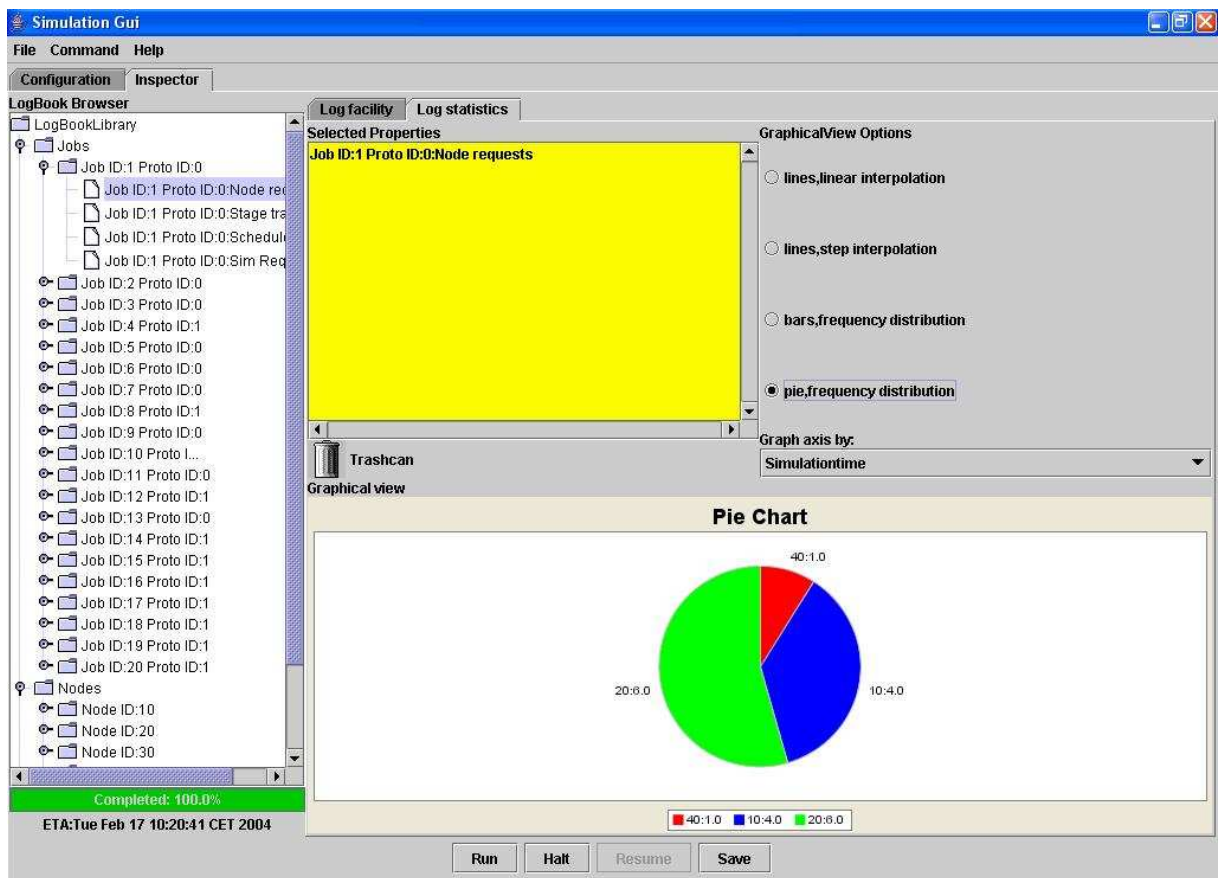 Simulation Gui
File Command Help
Configuration Inspector
LogBook Browser
LogBookLibrary
Jobs
Job ID:1 Proto ID:0
Job ID:1 Proto ID:0:Node req
Job ID:1 Proto ID:0:Stage tra
Job ID:1 Proto ID:0:Schedul
Job ID:1 Proto ID:0:Sim Req
Job ID:2 Proto ID:0
Job ID:3 Proto ID:0
Job ID:4 Proto ID:1
Job ID:5 Proto ID:0
Job ID:6 Proto ID:0
Job ID:7 Proto ID:0
Job ID:8 Proto ID:1
Job ID:9 Proto ID:0
Job ID:10 Proto I...
Job ID:11 Proto ID:0
Job ID:12 Proto ID:1
Job ID:13 Proto ID:0
Job ID:14 Proto ID:1
Job ID:15 Proto ID:1
Job ID:16 Proto ID:1
Job ID:17 Proto ID:1
Job ID:18 Proto ID:1
Job ID:19 Proto ID:1
Job ID:20 Proto ID:1
Nodes
Node ID:10
Node ID:20
Node ID:30
Completed: 100.0%
ETA:Tue Feb 17 10:20:41 CET 2004
Log facility Log statistics
Selected Properties
Job ID:1 Proto ID:0:Node requests
Trashcan
GraphicalView Options
lines,linear interpolation
lines,step interpolation
bars,frequency distribution
pie,frequency distribution
Graph axis by:
Simulationtime
Graphical view
Pie Chart
40:1.0
20:6.0
10:4.0
40:1.0 10:4.0 20:6.0
Run Halt Resume Save